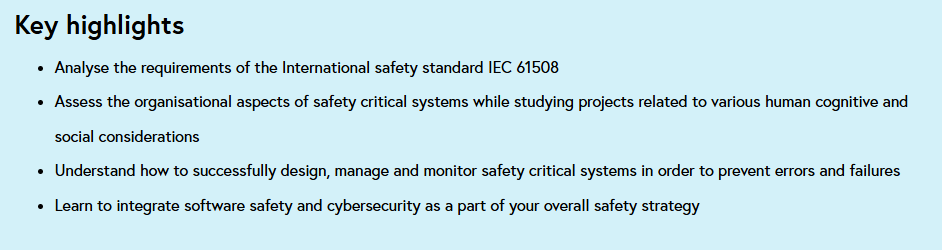 Key highlights
• Analyse the requirements of the International safety standard IEC 61508
• Assess the organisational aspects of safety critical systems while studying projects related to various human cognitive and
social considerations
• Understand how to successfully design, manage and monitor safety critical systems in order to prevent errors and failures
• Learn to integrate software safety and cybersecurity as a part of your overall safety strategy